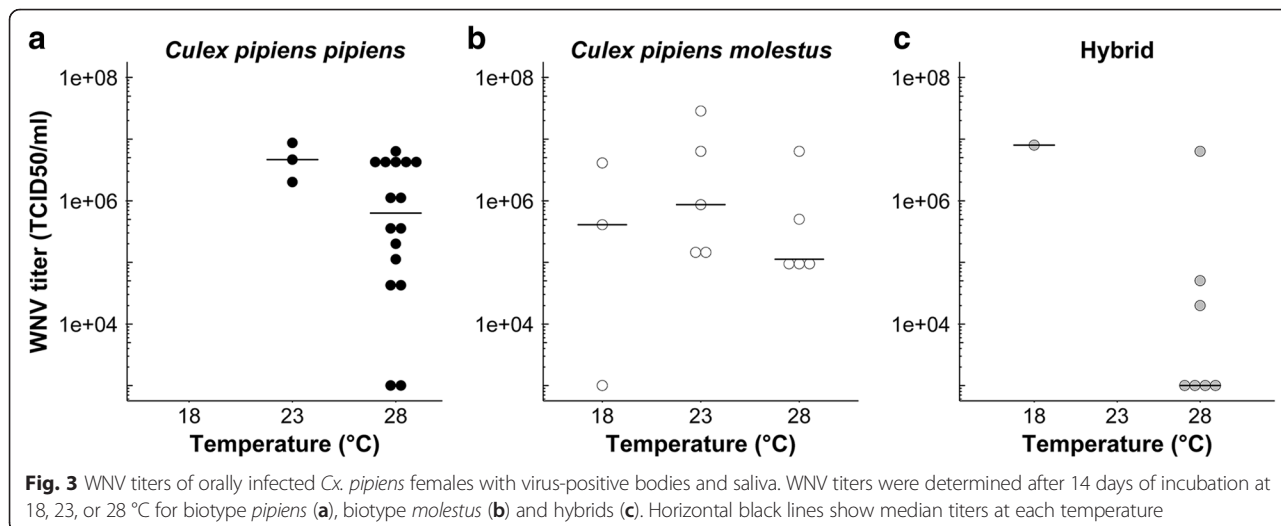 a Culex pipiens pipiens
b Culex pipiens molestus
c Hybrid
WNV titer (TCID50/ml)
1e+08
1e+06
1e+04
18 23 28
Temperature (°C)
1e+08
1e+06
1e+04
18 23 28
Temperature (°C)
1e+08
1e+06
1e+04
18 23 28
Temperature (°C)
Fig. 3 WNV titers of orally infected Cx. pipiens females with virus-positive bodies and saliva. WNV titers were determined after 14 days of incubation at
18, 23, or 28 °C for biotype pipiens (a), biotype molestus (b) and hybrids (c). Horizontal black lines show median titers at each temperature